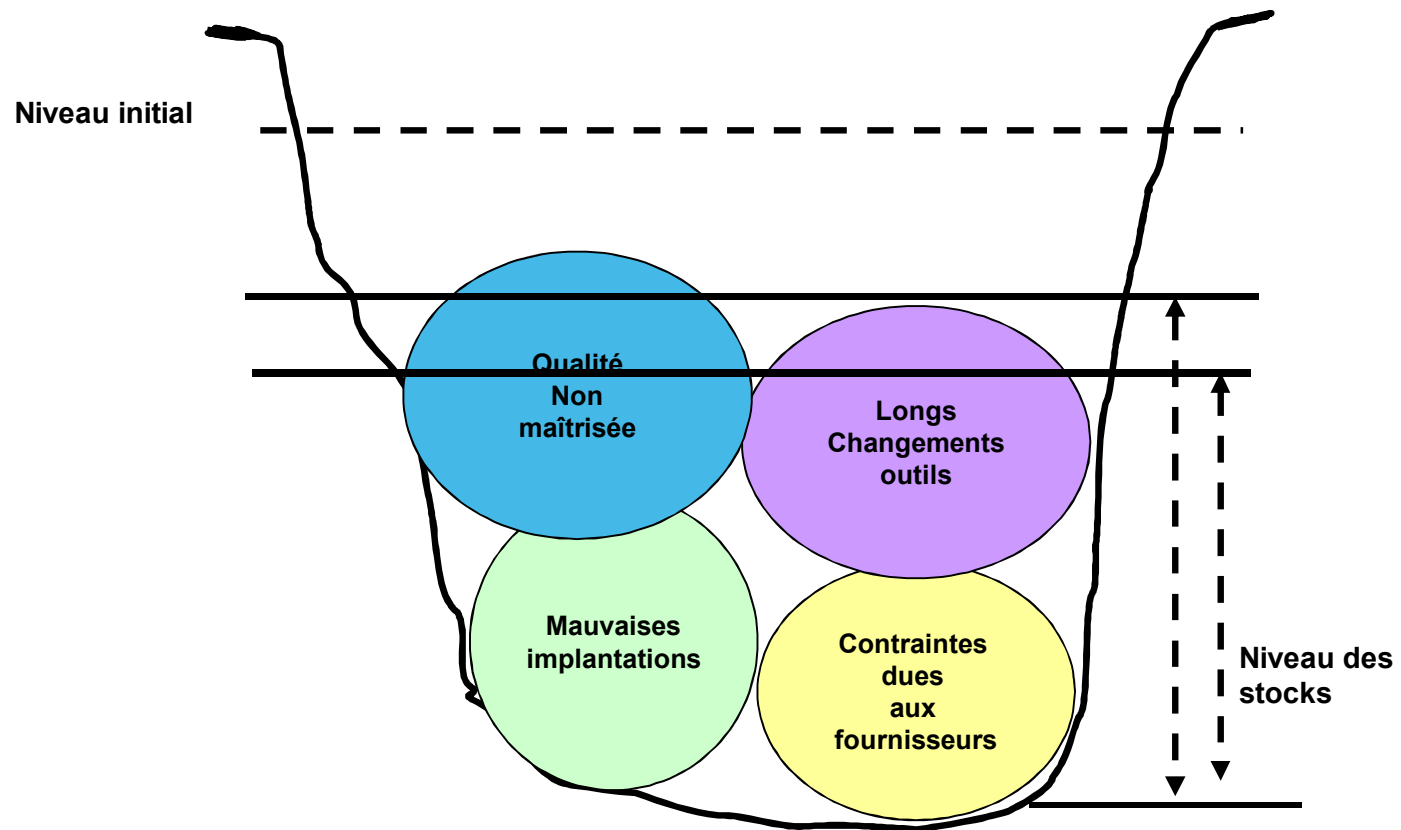 Niveau initial
Qualité
Non
maîtrisée
Longs
Changements
outils
Mauvaises
implantations
Contraintes
dues
aux
fournisseurs
Niveau des
stocks